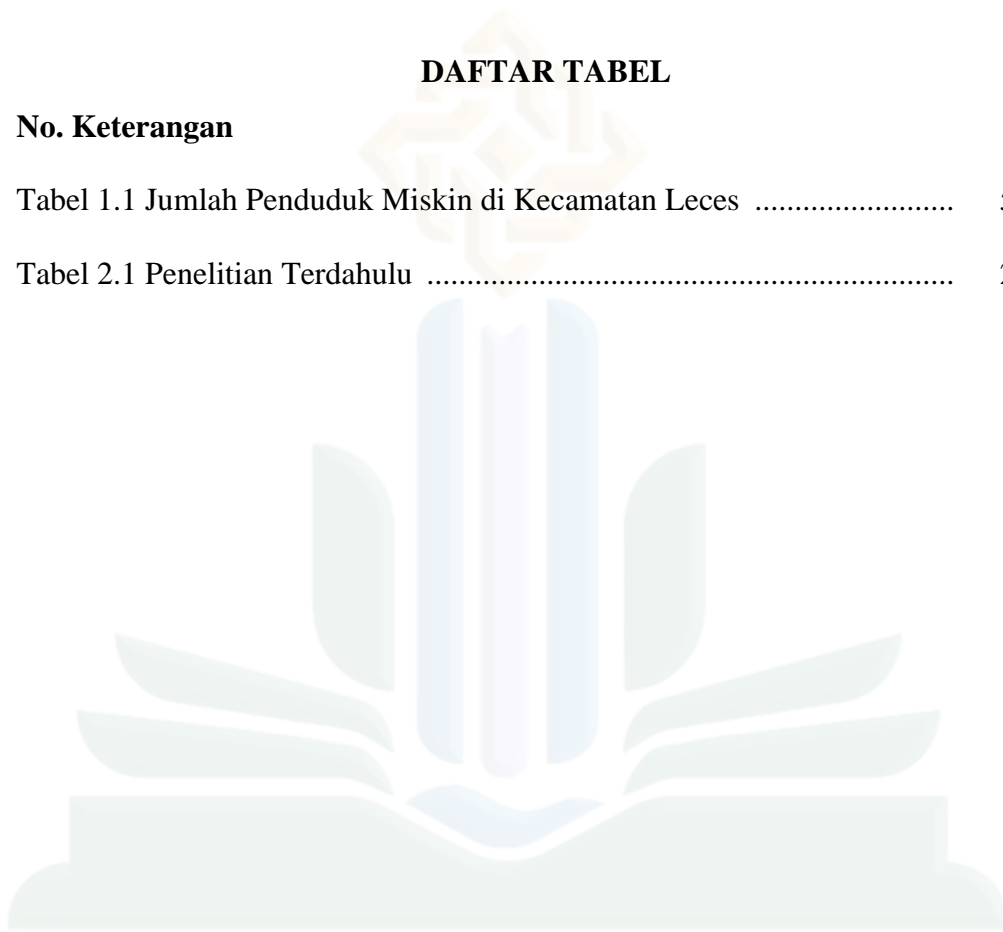 DAFTAR TABEL
No. Keterangan
Tabel 1.1 Jumlah Penduduk Miskin di Kecamatan Leces .........................
Tabel 2.1 Penelitian Terdahulu ..................................................................